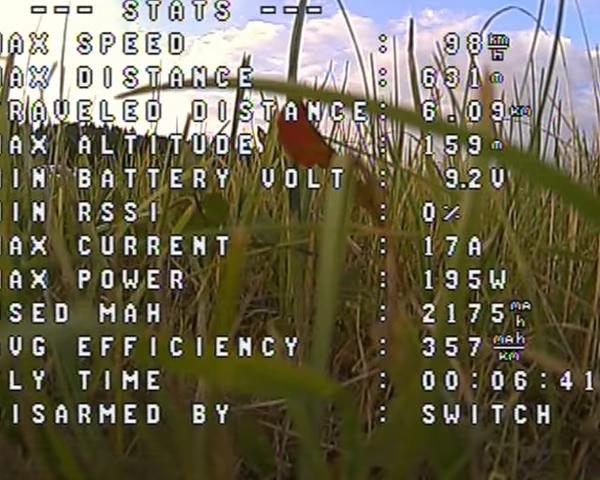 --- STATS ---
AX SPEED : 98 km/h
AX DISTANCE : 631 m
RAVELED DISTANCE : 6.09 km
AX ALTITUDE : 159 m
IN BATTERY VOLT : 9.2V
IN RSSI : 0%
AX CURRENT : 17A
AX POWER : 195W
SED MAH : 2175 mAh
VG EFFICIENCY : 357 mAh/km
LY TIME : 00:06:41
ISARMED BY : SWITCH